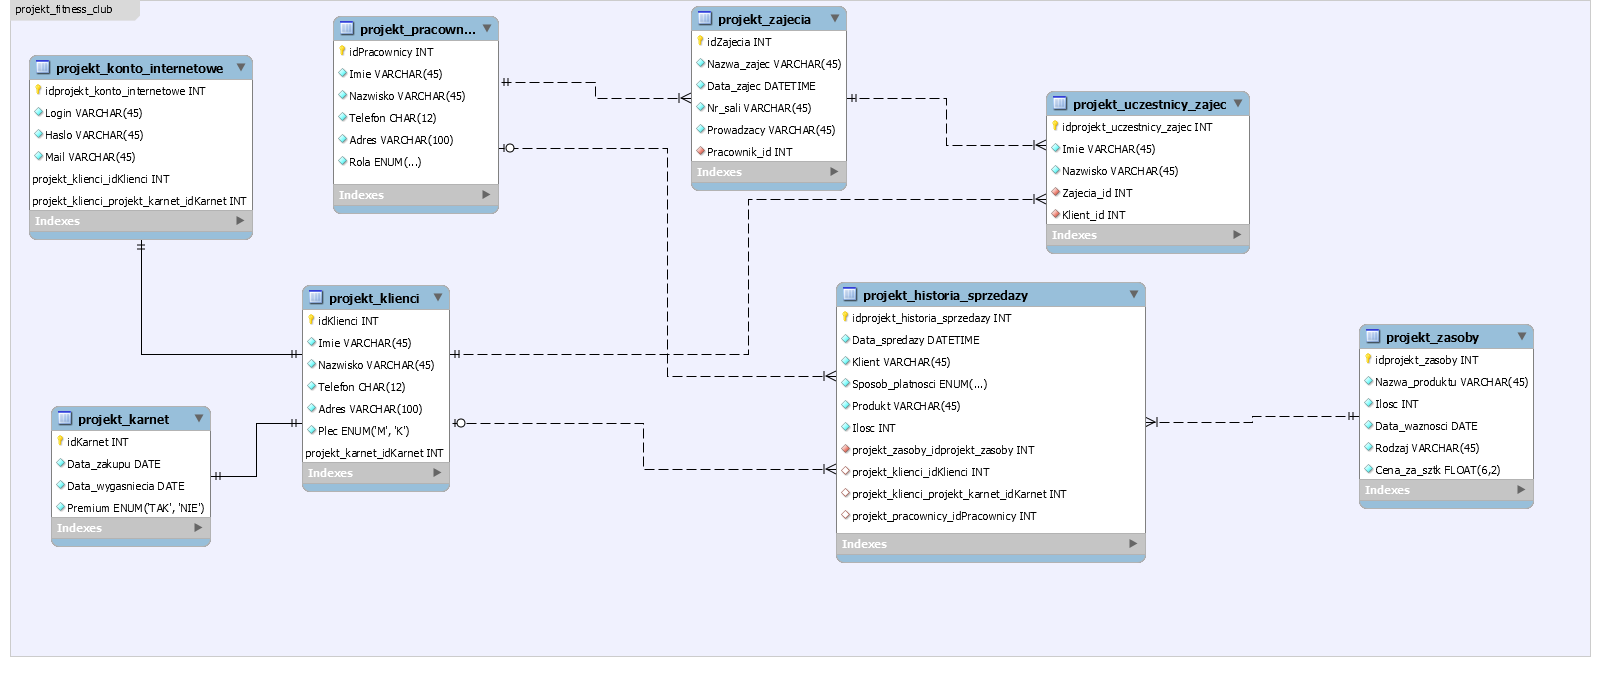 projekt_fitness_club
projekt_konto_internetowe
idprojekt_konto_internetowe INT
Login VARCHAR(45)
Haslo VARCHAR(45)
Mail VARCHAR(45)
projekt_klienci_idKlienci INT
projekt_klienci_projekt_karnet_idKarnet INT
Indexes
projekt_pracown...
idPracownicy INT
Imie VARCHAR(45)
Nazwisko VARCHAR(45)
Telefon CHAR(12)
Adres VARCHAR(100)
Rola ENUM(...)
Indexes
projekt_zajecia
idZajecia INT
Nazwa_zajec VARCHAR(45)
Data_zajec DATETIME
Nr_sali VARCHAR(45)
Prowadzacy VARCHAR(45)
Pracownik_id INT
Indexes
projekt_uczestnicy_zajec
idprojekt_uczestnicy_zajec INT
Imie VARCHAR(45)
Nazwisko VARCHAR(45)
Zajecia_id INT
Klient_id INT
Indexes
projekt_klienci
idKlienci INT
Imie VARCHAR(45)
Nazwisko VARCHAR(45)
Telefon CHAR(12)
Adres VARCHAR(100)
Plec ENUM('M', 'K')
projekt_karnet_idKarnet INT
Indexes
projekt_karnet
idKarnet INT
Data_zakupu DATE
Data_wygasniecia DATE
Premium ENUM('TAK', 'NIE')
Indexes
projekt_historia_sprzedazy
idprojekt_historia_sprzedazy INT
Data_spredazy DATETIME
Klient VARCHAR(45)
Sposob_platnosci ENUM(...)
Produkt VARCHAR(45)
Ilosc INT
projekt_zasoby_idprojekt_zasoby INT
projekt_klienci_idKlienci INT
projekt_klienci_projekt_karnet_idKarnet INT
projekt_pracownicy_idPracownicy INT
Indexes
projekt_zasoby
idprojekt_zasoby INT
Nazwa_produktu VARCHAR(45)
Ilosc INT
Data_waznosci DATE
Rodzaj VARCHAR(45)
Cena_za_sztk FLOAT(6,2)
Indexes